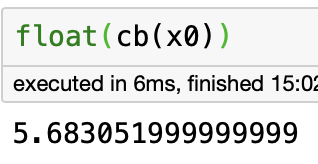 float(cb(x0))
executed in 6ms, finished 15:02
5.683051999999999